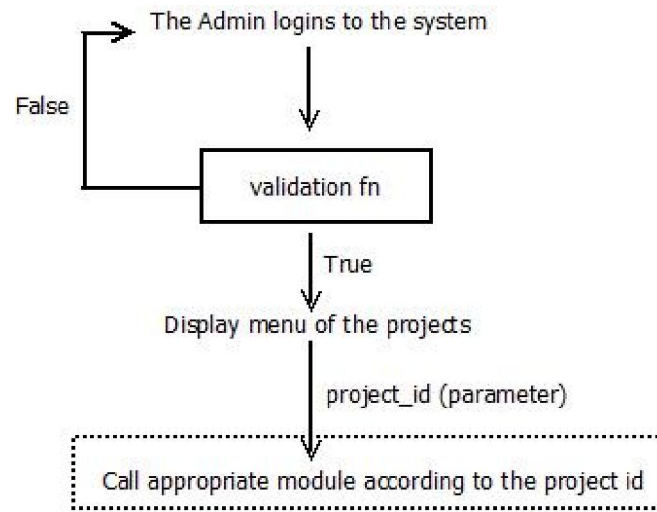 The Admin logins to the system
False
validation fn
True
Display menu of the projects
project_id (parameter)
Call appropriate module according to the project id